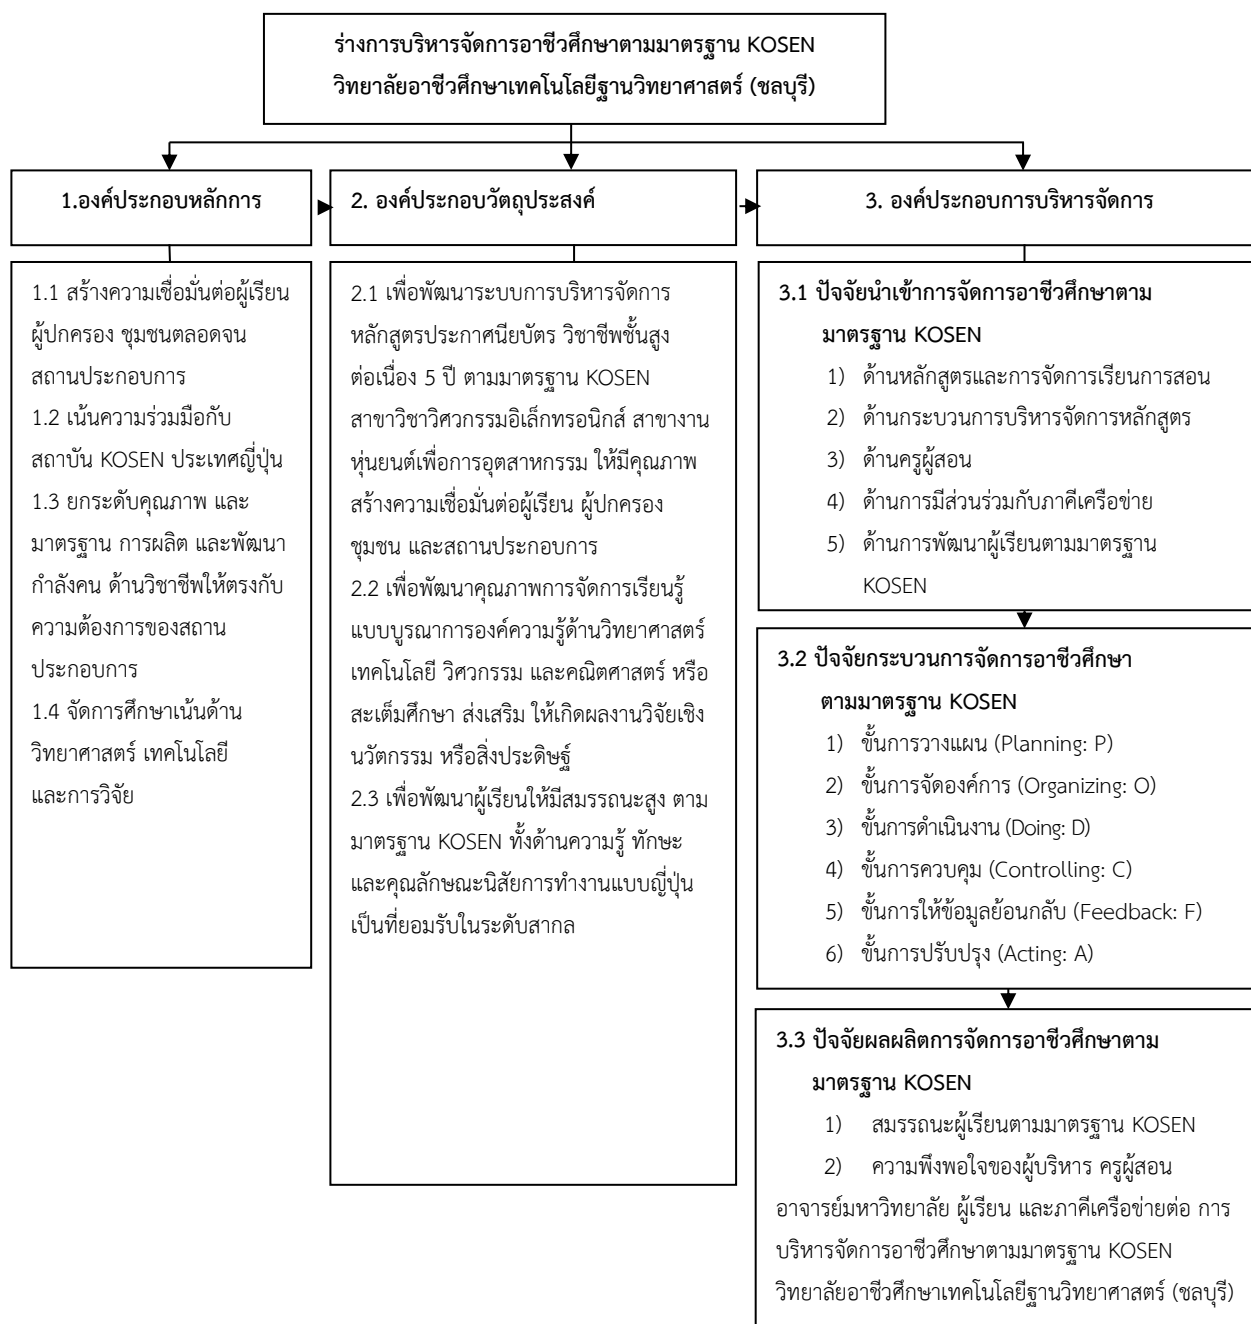 ร่างการบริหารจัดการอาชีวศึกษาตามมาตรฐาน KOSEN
วิทยาลัยอาชีวศึกษาเทคโนโลยีฐานวิทยาศาสตร์ (ชลบุรี)
1.องค์ประกอบหลักการ
2. องค์ประกอบวัตถุประสงค์
3. องค์ประกอบการบริหารจัดการ
1.1 สร้างความเชื่อมั่นต่อผู้เรียน
ผู้ปกครอง ชุมชนตลอดจน
สถานประกอบการ
1.2 เน้นความร่วมมือกับ
สถาบัน KOSEN ประเทศญี่ปุ่น
1.3 ยกระดับคุณภาพ และ
มาตรฐาน การผลิต และพัฒนา
กำลังคน ด้านวิชาชีพให้ตรงกับ
ความต้องการของสถาน
ประกอบการ
1.4 จัดการศึกษาเน้นด้าน
วิทยาศาสตร์ เทคโนโลยี
และการวิจัย
2.1 เพื่อพัฒนาระบบการบริหารจัดการ
หลักสูตรประกาศนียบัตร วิชาชีพชั้นสูง
ต่อเนื่อง 5 ปี ตามมาตรฐาน KOSEN
สาขาวิชาวิศวกรรมอิเล็กทรอนิกส์ สาขางาน
หุ่นยนต์เพื่อการอุตสาหกรรม ให้มีคุณภาพ
สร้างความเชื่อมั่นต่อผู้เรียน ผู้ปกครอง
ชุมชน และสถานประกอบการ
2.2 เพื่อพัฒนาคุณภาพการจัดการเรียนรู้
แบบบูรณาการองค์ความรู้ด้านวิทยาศาสตร์
เทคโนโลยี วิศวกรรม และคณิตศาสตร์ หรือ
สะเต็มศึกษา ส่งเสริม ให้เกิดผลงานวิจัยเชิง
นวัตกรรม หรือสิ่งประดิษฐ์
2.3 เพื่อพัฒนาผู้เรียนให้มีสมรรถนะสูง ตาม
มาตรฐาน KOSEN ทั้งด้านความรู้ ทักษะ
และคุณลักษณะนิสัยการทำงานแบบญี่ปุ่น
เป็นที่ยอมรับในระดับสากล
3.1 ปัจจัยนำเข้าการจัดการอาชีวศึกษาตาม
มาตรฐาน KOSEN
1) ด้านหลักสูตรและการจัดการเรียนการสอน
2) ด้านกระบวนการบริหารจัดการหลักสูตร
3) ด้านครูผู้สอน
4) ด้านการมีส่วนร่วมกับภาคีเครือข่าย
5) ด้านการพัฒนาผู้เรียนตามมาตรฐาน
KOSEN
3.2 ปัจจัยกระบวนการจัดการอาชีวศึกษา
ตามมาตรฐาน KOSEN
1) ขั้นการวางแผน (Planning: P)
2) ขั้นการจัดองค์การ (Organizing: O)
3) ขั้นการดำเนินงาน (Doing: D)
4) ขั้นการควบคุม (Controlling: C)
5) ขั้นการให้ข้อมูลย้อนกลับ (Feedback: F)
6) ขั้นการปรับปรุง (Acting: A)
3.3 ปัจจัยผลผลิตการจัดการอาชีวศึกษาตาม
มาตรฐาน KOSEN
1) สมรรถนะผู้เรียนตามมาตรฐาน KOSEN
2) ความพึงพอใจของผู้บริหาร ครูผู้สอน
อาจารย์มหาวิทยาลัย ผู้เรียน และภาคีเครือข่ายต่อ การ
บริหารจัดการอาชีวศึกษาตามมาตรฐาน KOSEN
วิทยาลัยอาชีวศึกษาเทคโนโลยีฐานวิทยาศาสตร์ (ชลบุรี)